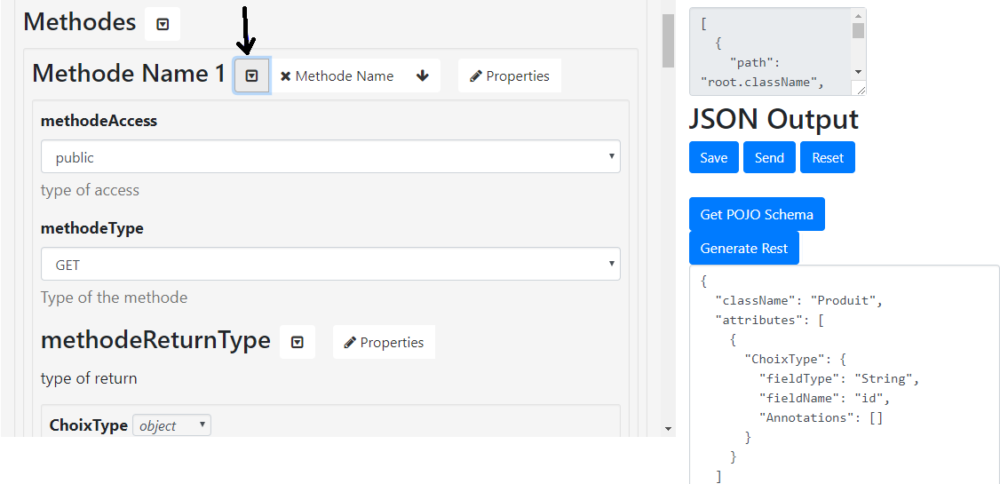 Methodes
Methode Name 1
Methode Name
Properties
methodeAccess
public
type of access
methodeType
GET
Type of the methode
methodeReturnType
Properties
type of return
ChoixType object
[
{
"path":
"root.className",
JSON Output
Save Send Reset
Get POJO Schema
Generate Rest
{
"className": "Produit",
"attributes": [
{
"ChoixType": {
"fieldType": "String",
"fieldName": "id",
"Annotations": []
}
}
]